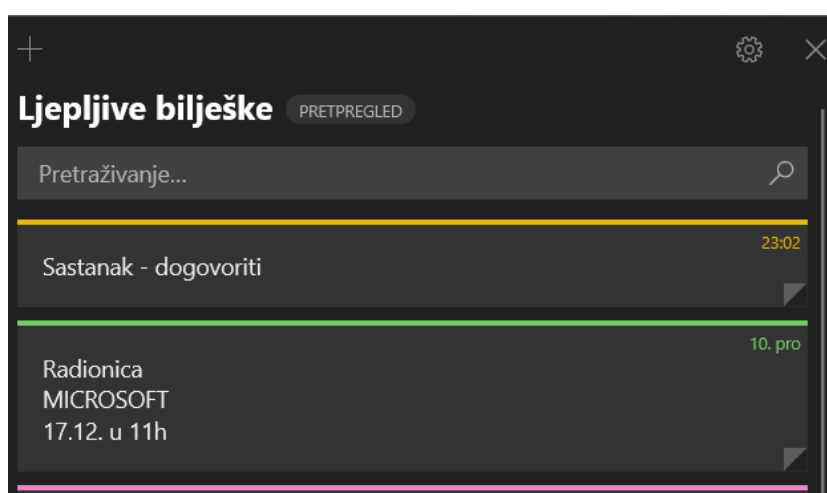 Ljepljive bilješke PRETPREGLED
Pretraživanje...
23:02
Sastanak - dogovoriti
10. pro
Radionica
MICROSOFT
17.12. u 11h